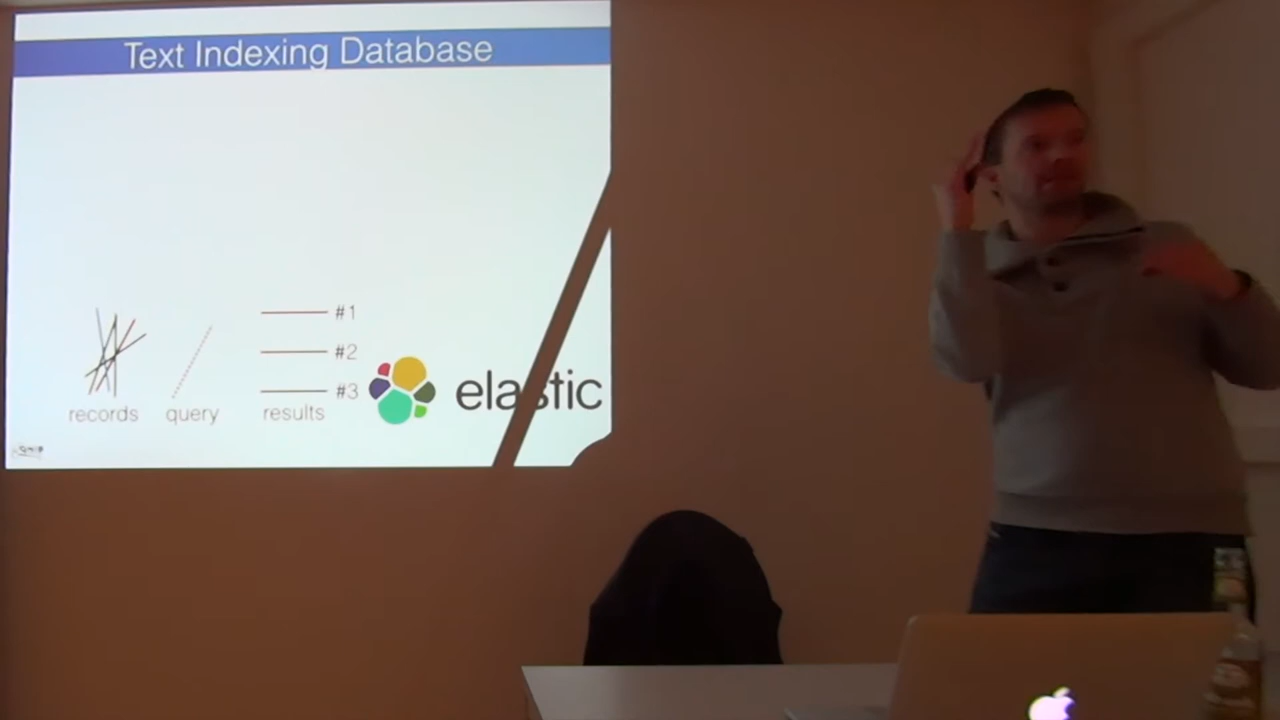 Text Indexing Database
#1
#2
#3
records query results
elastic